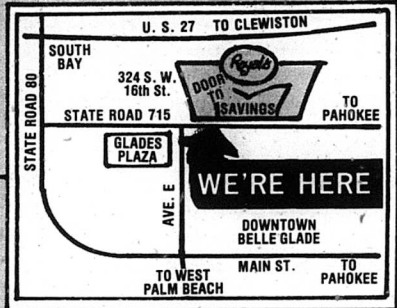 U. S. 27 TO CLEWISTON
SOUTH
BAY
Royal's
324 S. W.
16th St.
DOOR
TO
SAVINGS
STATE ROAD 80
STATE ROAD 715
TO
PAHOKEE
GLADES
PLAZA
AVE. E
WE'RE HERE
DOWNTOWN
BELLE GLADE
MAIN ST.
TO WEST
PALM BEACH
TO
PAHOKEE